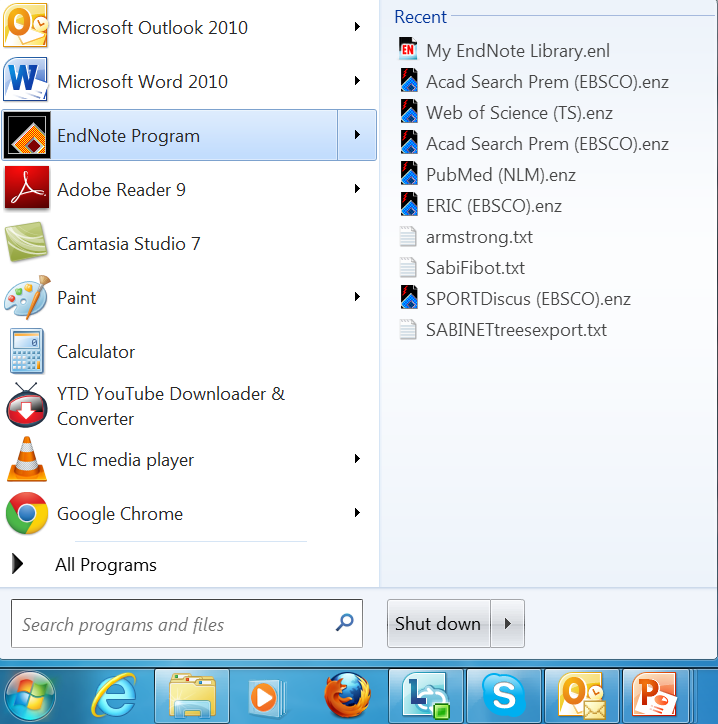 Microsoft Outlook 2010
Microsoft Word 2010
EndNote Program
Adobe Reader 9
Camtasia Studio 7
Paint
Calculator
YTD YouTube Downloader &
Converter
VLC media player
Google Chrome
All Programs
Search programs and files
Recent
My EndNote Library.enl
Acad Search Prem (EBSCO).enz
Web of Science (TS).enz
Acad Search Prem (EBSCO).enz
PubMed (NLM).enz
ERIC (EBSCO).enz
armstrong.txt
SabiFibot.txt
SPORTDiscus (EBSCO).enz
SABINETtreesexport.txt
Shut down